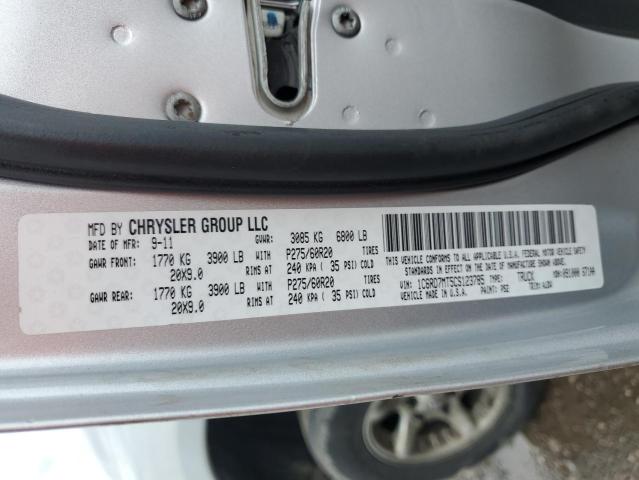 MFD BY CHRYSLER GROUP LLC
DATE OF MFR: 9-11 GVWR: 3085 KG 6800 LB
GAWR FRONT: 1770 KG 3900 LB WITH P275/60R20 TIRES
20X9.0 RIMS AT 240 KPA ( 35 PSI) COLD
GAWR REAR: 1770 KG 3900 LB WITH P275/60R20 TIRES
20X9.0 RIMS AT 240 KPA ( 35 PSI) COLD
THIS VEHICLE CONFORMS TO ALL APPLICABLE U.S.A. FEDERAL MOTOR VEHICLE SAFETY
STANDARDS IN EFFECT ON THE DATE OF MANUFACTURE SHOWN ABOVE.
VIN: 1C6RD7MT5CS123785 TYPE: TRUCK
PAINT: PS2 TRIM: MDH:
MADE IN U.S.A.